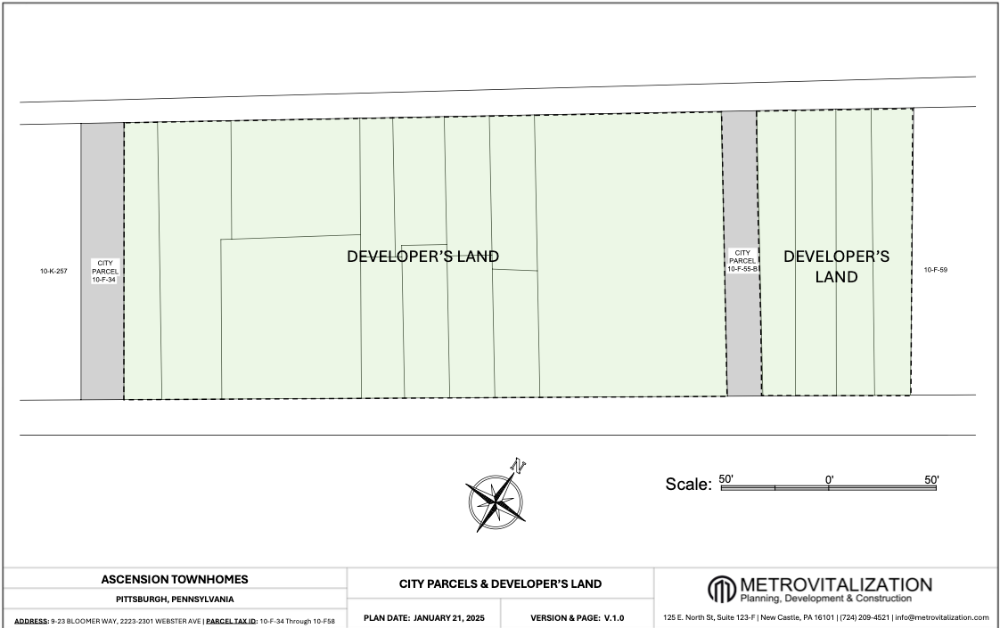 10-K-257
CITY
PARCEL
10-F-34
DEVELOPER'S LAND
CITY
PARCEL
10-F-55-B
DEVELOPER'S
LAND
10-F-59
N
Scale: 50' 0' 50'
ASCENSION TOWNHOMES
PITTSBURGH, PENNSYLVANIA
ADDRESS: 9-23 BLOOMER WAY, 2223-2301 WEBSTER AVE | PARCEL TAX ID: 10-F-34 Through 10-F58
CITY PARCELS & DEVELOPER'S LAND
PLAN DATE: JANUARY 21, 2025
VERSION & PAGE: V.1.0
METROVITALIZATION
Planning, Development & Construction
125 E. North St, Suite 123-F | New Castle, PA 16101 | (724) 209-4521 | info@metrovitalization.com